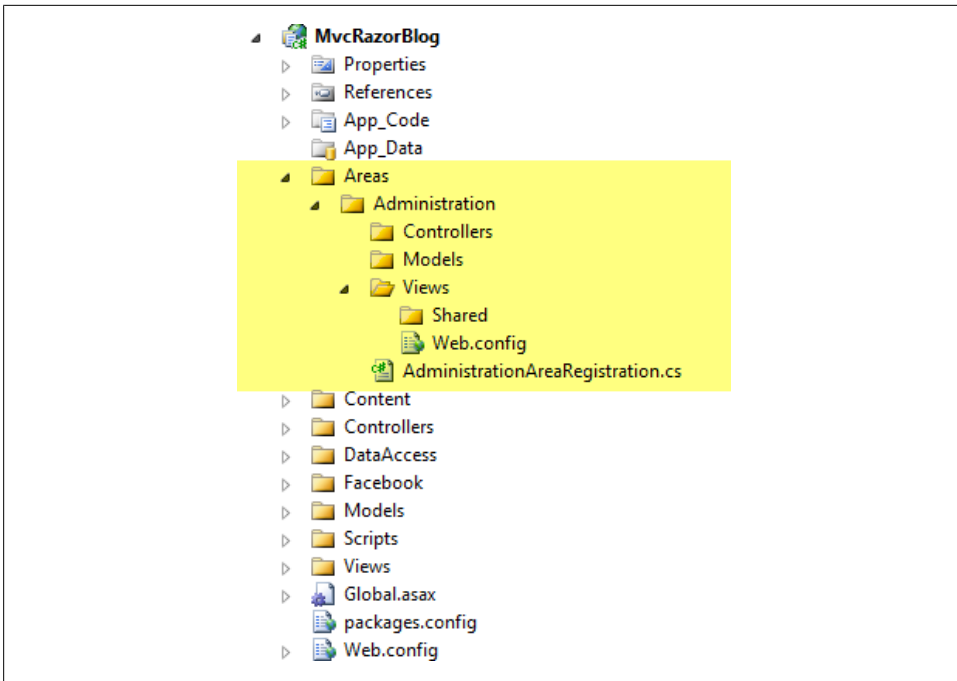 MvcRazorBlog
Properties
References
App_Code
App_Data
Areas
Administration
Controllers
Models
Views
Shared
Web.config
AdministrationAreaRegistration.cs
Content
Controllers
DataAccess
Facebook
Models
Scripts
Views
Global.asax
packages.config
Web.config